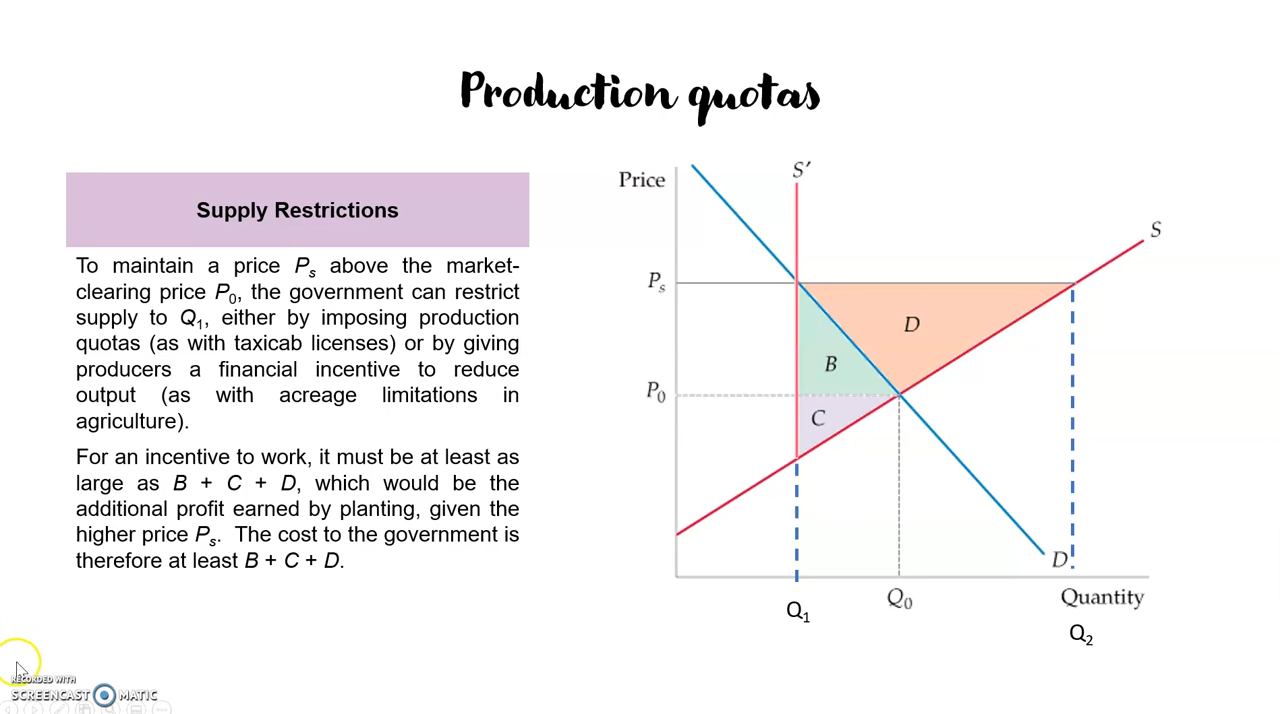 Production quotas
Supply Restrictions
To maintain a price Ps above the market-
clearing price P0, the government can restrict
supply to Q1, either by imposing production
quotas (as with taxicab licenses) or by giving
producers a financial incentive to reduce
output (as with acreage limitations in
agriculture).
For an incentive to work, it must be at least as
large as B + C + D, which would be the
additional profit earned by planting, given the
higher price Ps. The cost to the government is
therefore at least B + C + D.
Price
S′
S
Ps
D
B
P0
C
D
Q1
Q0
Quantity
Q2
RECORDED WITH
SCREENCAST MATIC